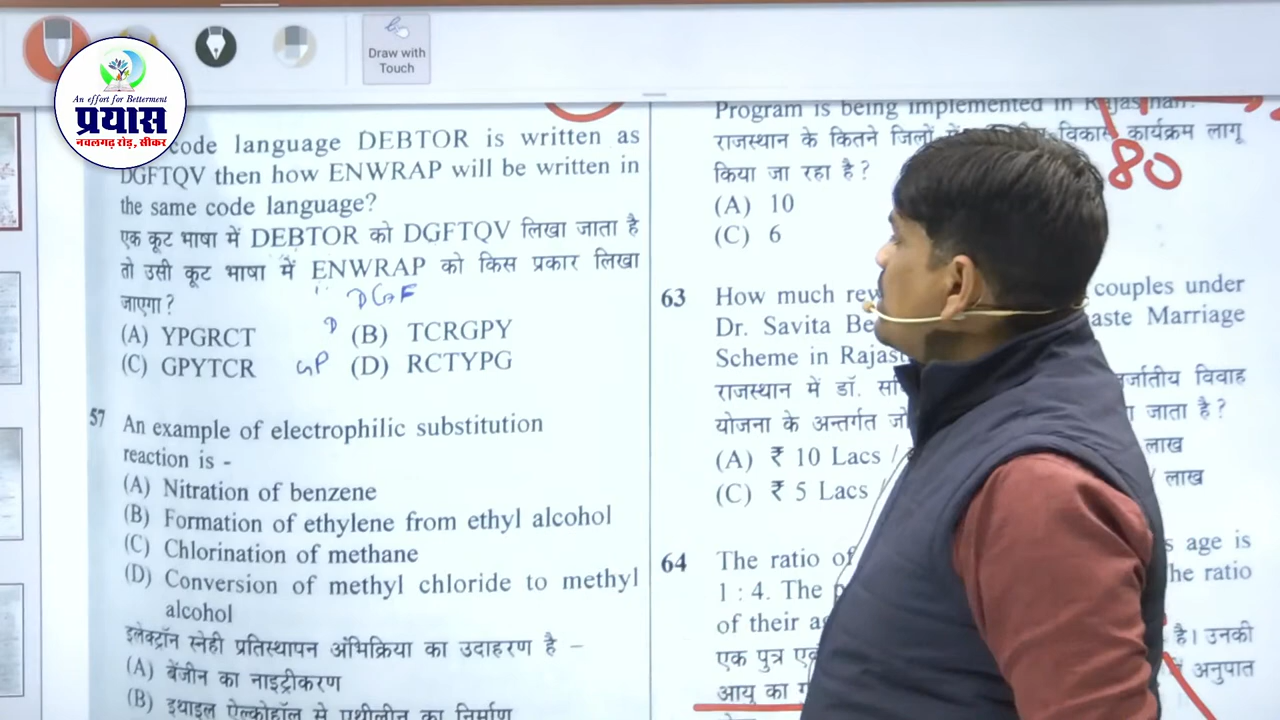 Draw with
Touch
An effort for Betterment
प्रयास
नवलगढ़ रोड़, सीकर
code language DEBTOR is written as
DGFTQV then how ENWRAP will be written in
the same code language?
एक कूट भाषा में DEBTOR को DGFTQV लिखा जाता है
तो उसी कूट भाषा में ENWRAP को किस प्रकार लिखा
जाएगा ?
DGF
(A) YPGRCT
(B) TCRGPY
(C) GPYTCR
GP
(D) RCTYPG
57 An example of electrophilic substitution
reaction is -
(A) Nitration of benzene
(B) Formation of ethylene from ethyl alcohol
(C) Chlorination of methane
(D) Conversion of methyl chloride to methyl
alcohol
इलेक्ट्रॉन स्नेही प्रतिस्थापन अभिक्रिया का उदाहरण है –
(A) बेंजीन का नाइट्रीकरण
(B) इथाइल ऐल्कोहॉल से एथीलीन का निर्माण
Program is being implemented in Rajasthan?
राजस्थान के कितने जिलों में विकास कार्यक्रम लागू
किया जा रहा है ?
80
(A) 10
(C) 6
63 How much couples under
Dr. Savita Marriage
Scheme in
राजस्थान में डॉ. विवाह
योजना के अन्तर्गत जाता है ?
(A) ₹ 10 Lacs / लाख
(C) ₹ 5 Lacs / लाख
64 The ratio of age is
1 : 4. The ratio
of their
एक पुत्र है। उनकी
आयु का अनुपात